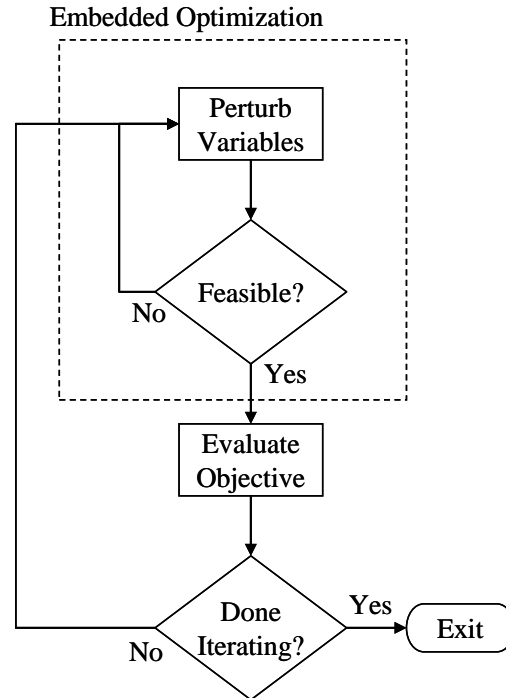 Embedded Optimization
Perturb
Variables
Feasible?
No
Yes
Evaluate
Objective
Done
Iterating?
Yes
No
Exit